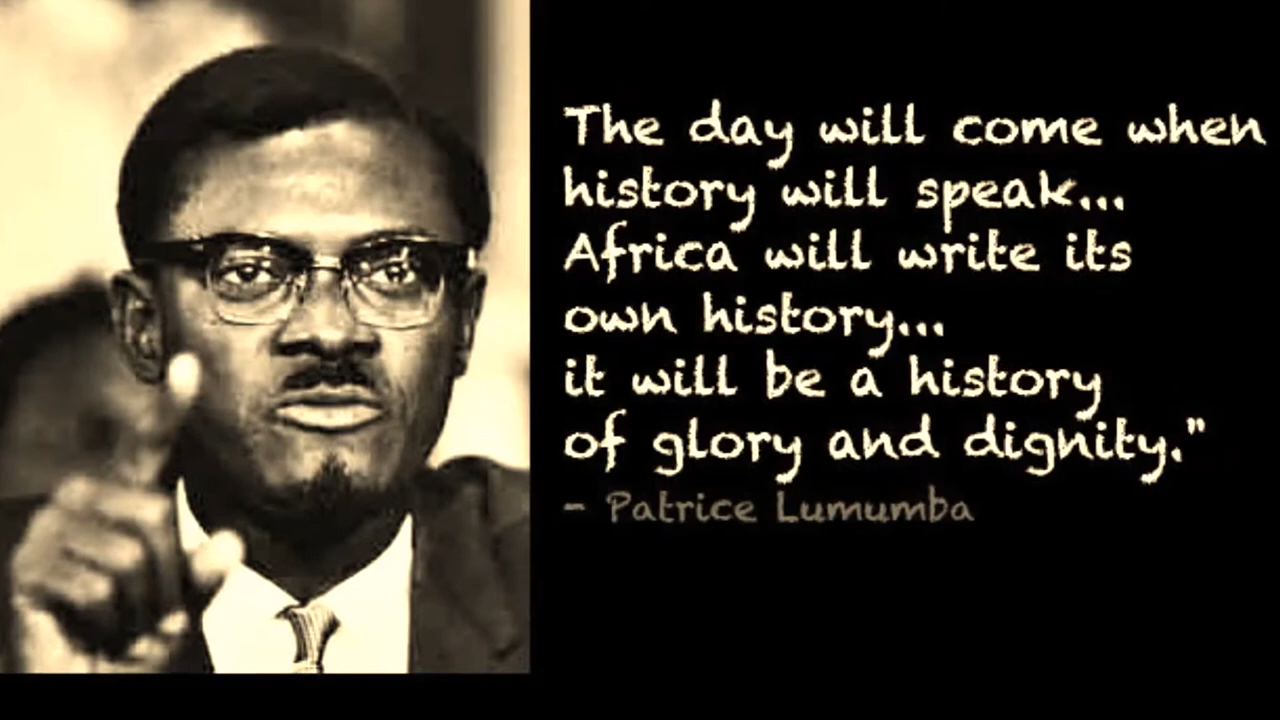 The day will come when
history will speak...
Africa will write its
own history...
it will be a history
of glory and dignity."
- Patrice Lumumba